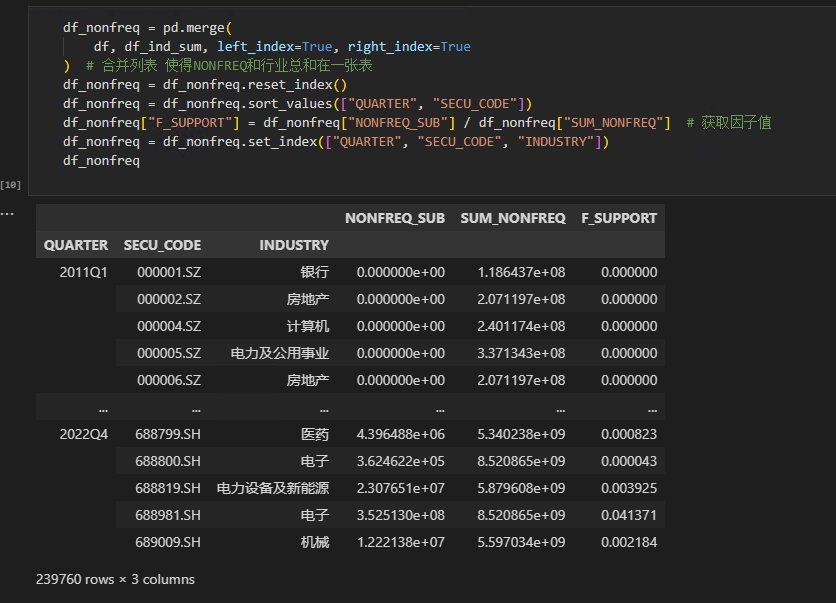 df_nonfreq = pd.merge(
    df, df_ind_sum, left_index=True, right_index=True
)  # 合并列表 使得NONFREQ和行业总和在一张表
df_nonfreq = df_nonfreq.reset_index()
df_nonfreq = df_nonfreq.sort_values(["QUARTER", "SECU_CODE"])
df_nonfreq["F_SUPPORT"] = df_nonfreq["NONFREQ_SUB"] / df_nonfreq["SUM_NONFREQ"]  # 获取因子值
df_nonfreq = df_nonfreq.set_index(["QUARTER", "SECU_CODE", "INDUSTRY"])
df_nonfreq
[10]
...
NONFREQ_SUB SUM_NONFREQ F_SUPPORT
QUARTER SECU_CODE INDUSTRY
2011Q1 000001.SZ 银行 0.000000e+00 1.186437e+08 0.000000
000002.SZ 房地产 0.000000e+00 2.071197e+08 0.000000
000004.SZ 计算机 0.000000e+00 2.401174e+08 0.000000
000005.SZ 电力及公用事业 0.000000e+00 3.371343e+08 0.000000
000006.SZ 房地产 0.000000e+00 2.071197e+08 0.000000
... ... ... ... ... ...
2022Q4 688799.SH 医药 4.396488e+06 5.340238e+09 0.000823
688800.SH 电子 3.624622e+05 8.520865e+09 0.000043
688819.SH 电力设备及新能源 2.307651e+07 5.879608e+09 0.003925
688981.SH 电子 3.525130e+08 8.520865e+09 0.041371
689009.SH 机械 1.222138e+07 5.597034e+09 0.002184
239760 rows × 3 columns